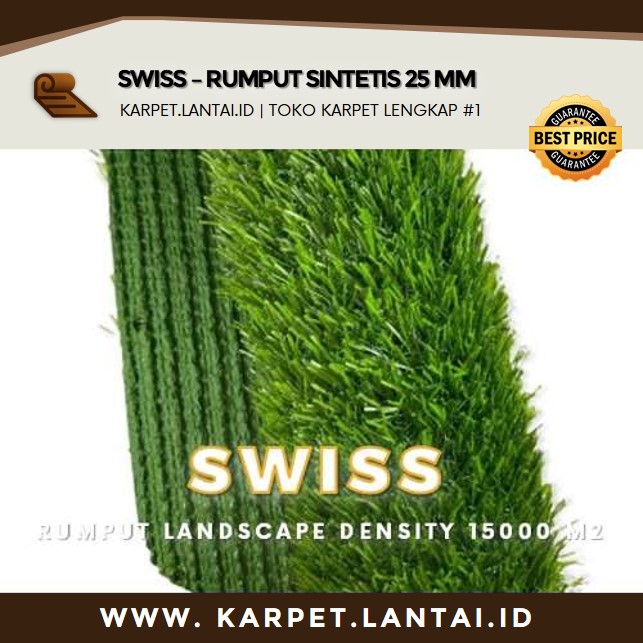 SWISS – RUMPUT SINTETIS 25 MM
KARPET.LANTAI.ID | TOKO KARPET LENGKAP #1
GUARANTEE
BEST PRICE
GUARANTEE
SWISS
RUMPUT LANDSCAPE DENSITY 15000 M2
WWW. KARPET.LANTAI.ID